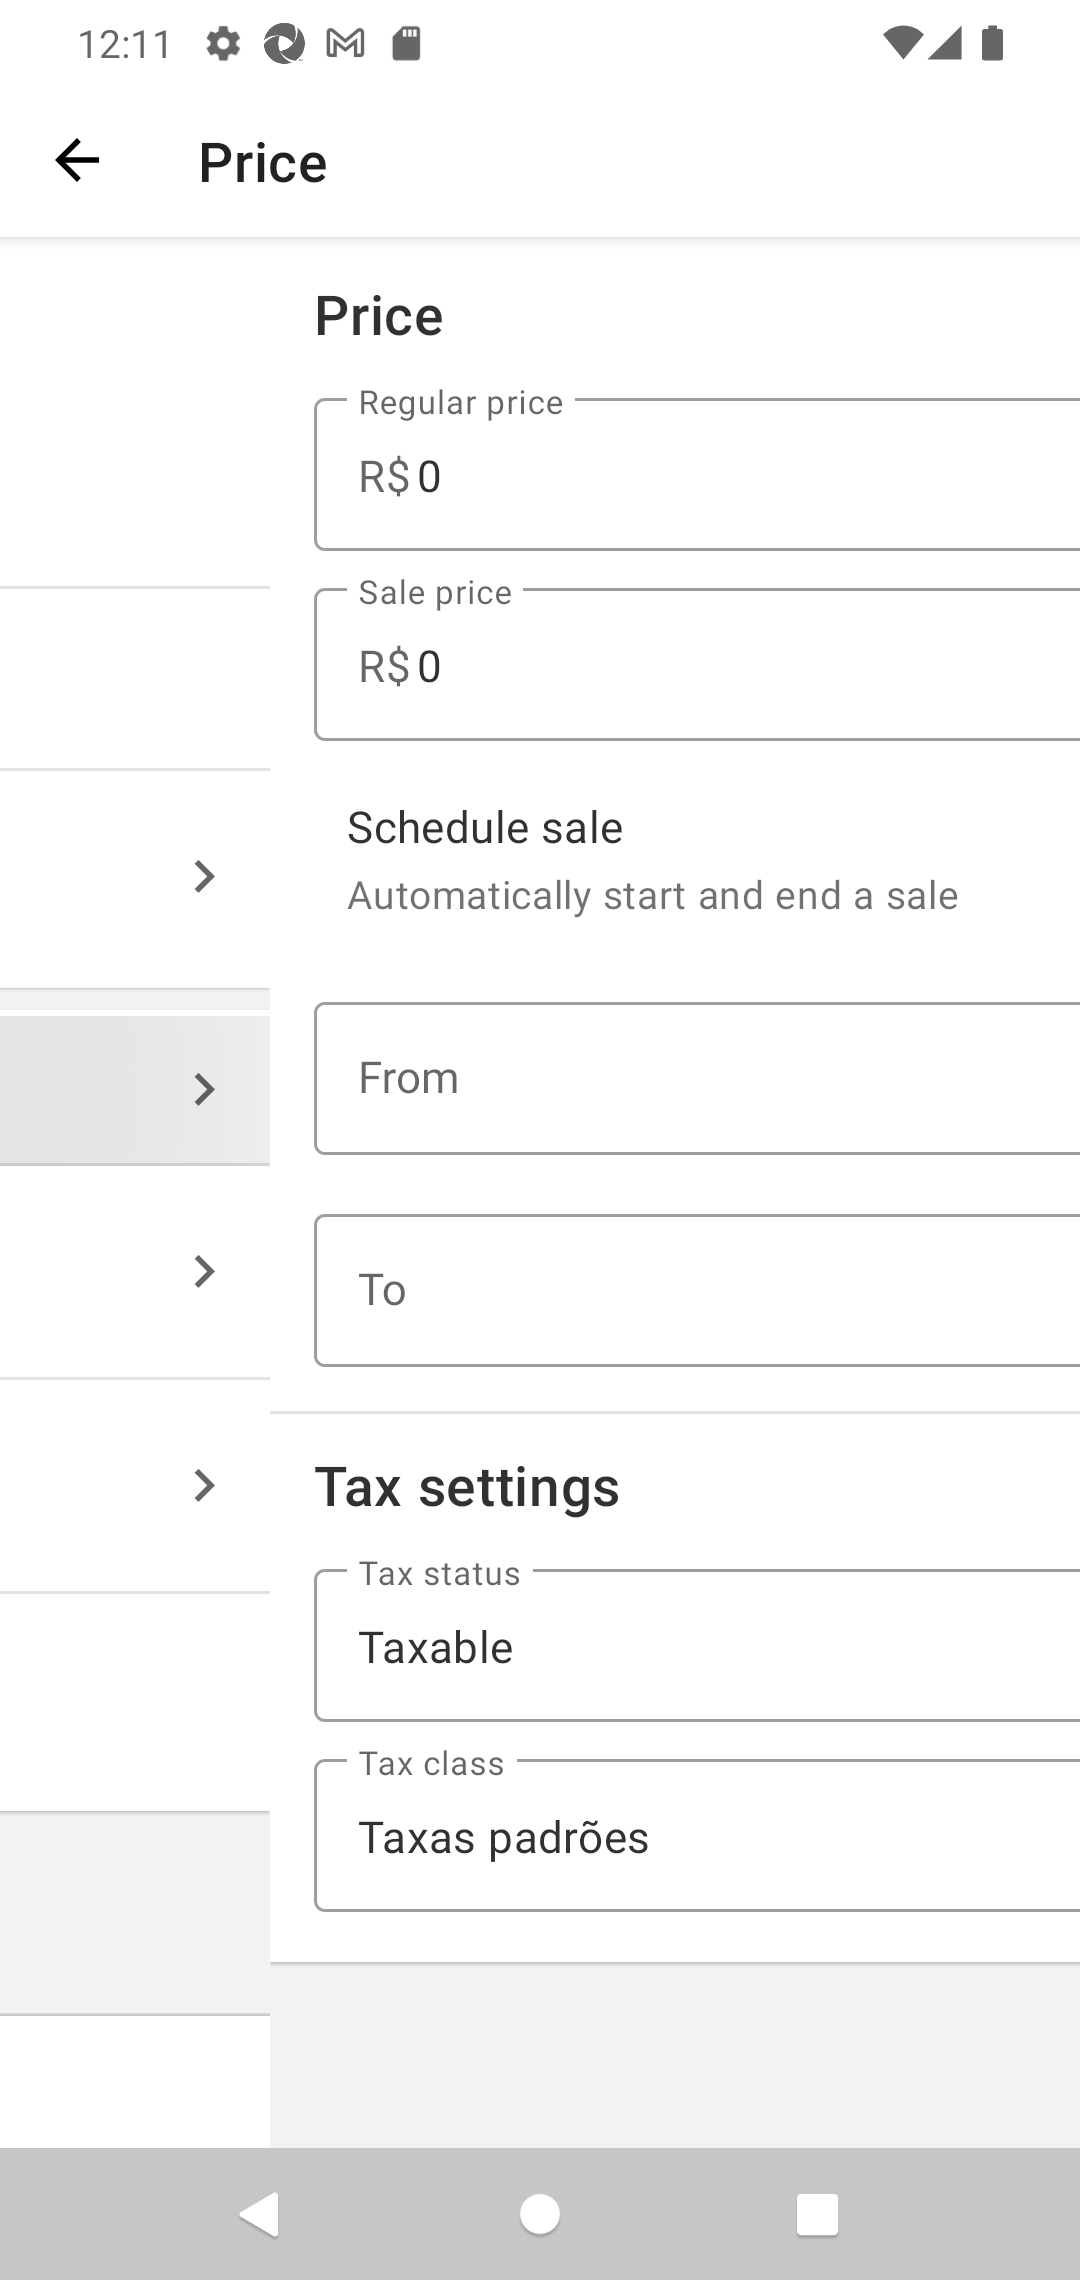 12:11
Price
Price
Regular price
R$ 0
Sale price
R$ 0
Schedule sale
Automatically start and end a sale
From
To
Tax settings
Tax status
Taxable
Tax class
Taxas padrões